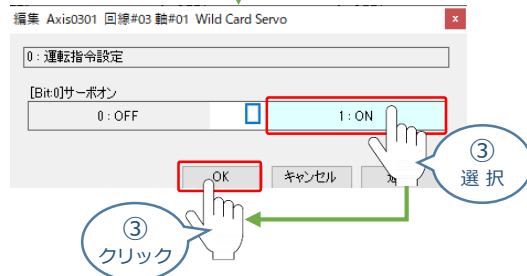 編集 Axis0301 回線#03 軸#01 Wild Card Servo
x
0 : 運転指令設定
[Bit:0]サーボオン
0 : OFF
1 : ON
③
選 択
OK
キャンセル
③
クリック